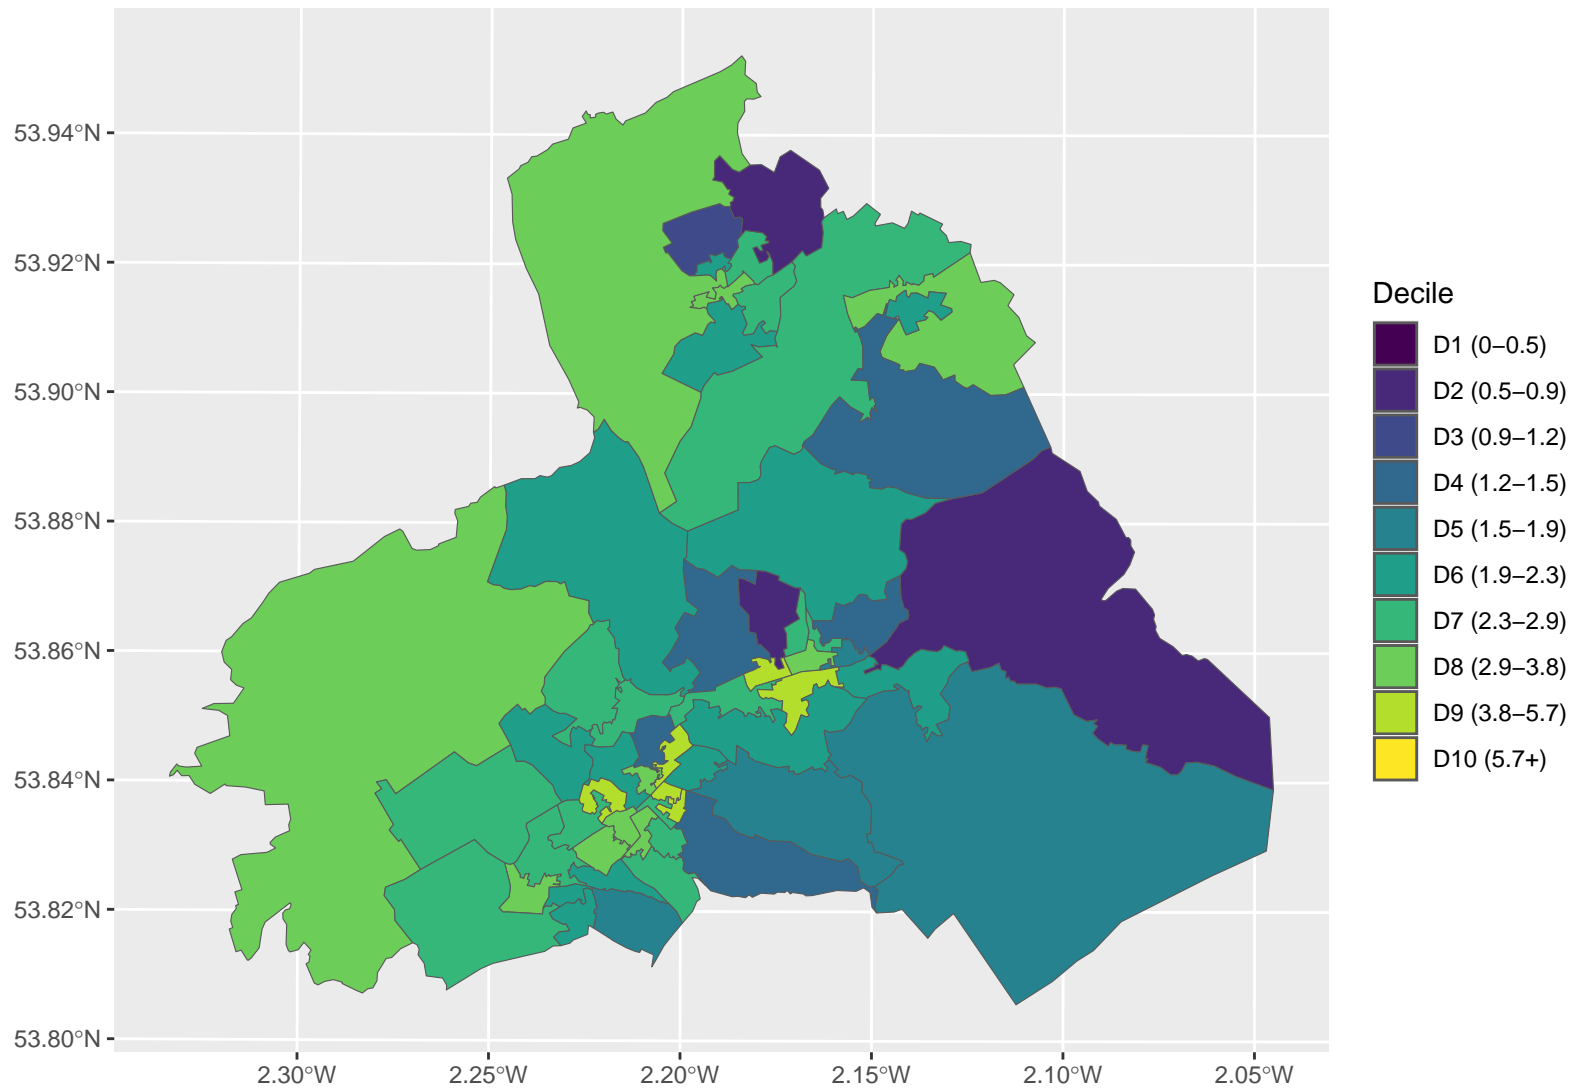 53.94°N
53.92°N
53.90°N
53.88°N
53.86°N
53.84°N
53.82°N
53.80°N
2.30°W
2.25°W
2.20°W
2.15°W
2.10°W
2.05°W
Decile
D1 (0−0.5)
D2 (0.5−0.9)
D3 (0.9−1.2)
D4 (1.2−1.5)
D5 (1.5−1.9)
D6 (1.9−2.3)
D7 (2.3−2.9)
D8 (2.9−3.8)
D9 (3.8−5.7)
D10 (5.7+)